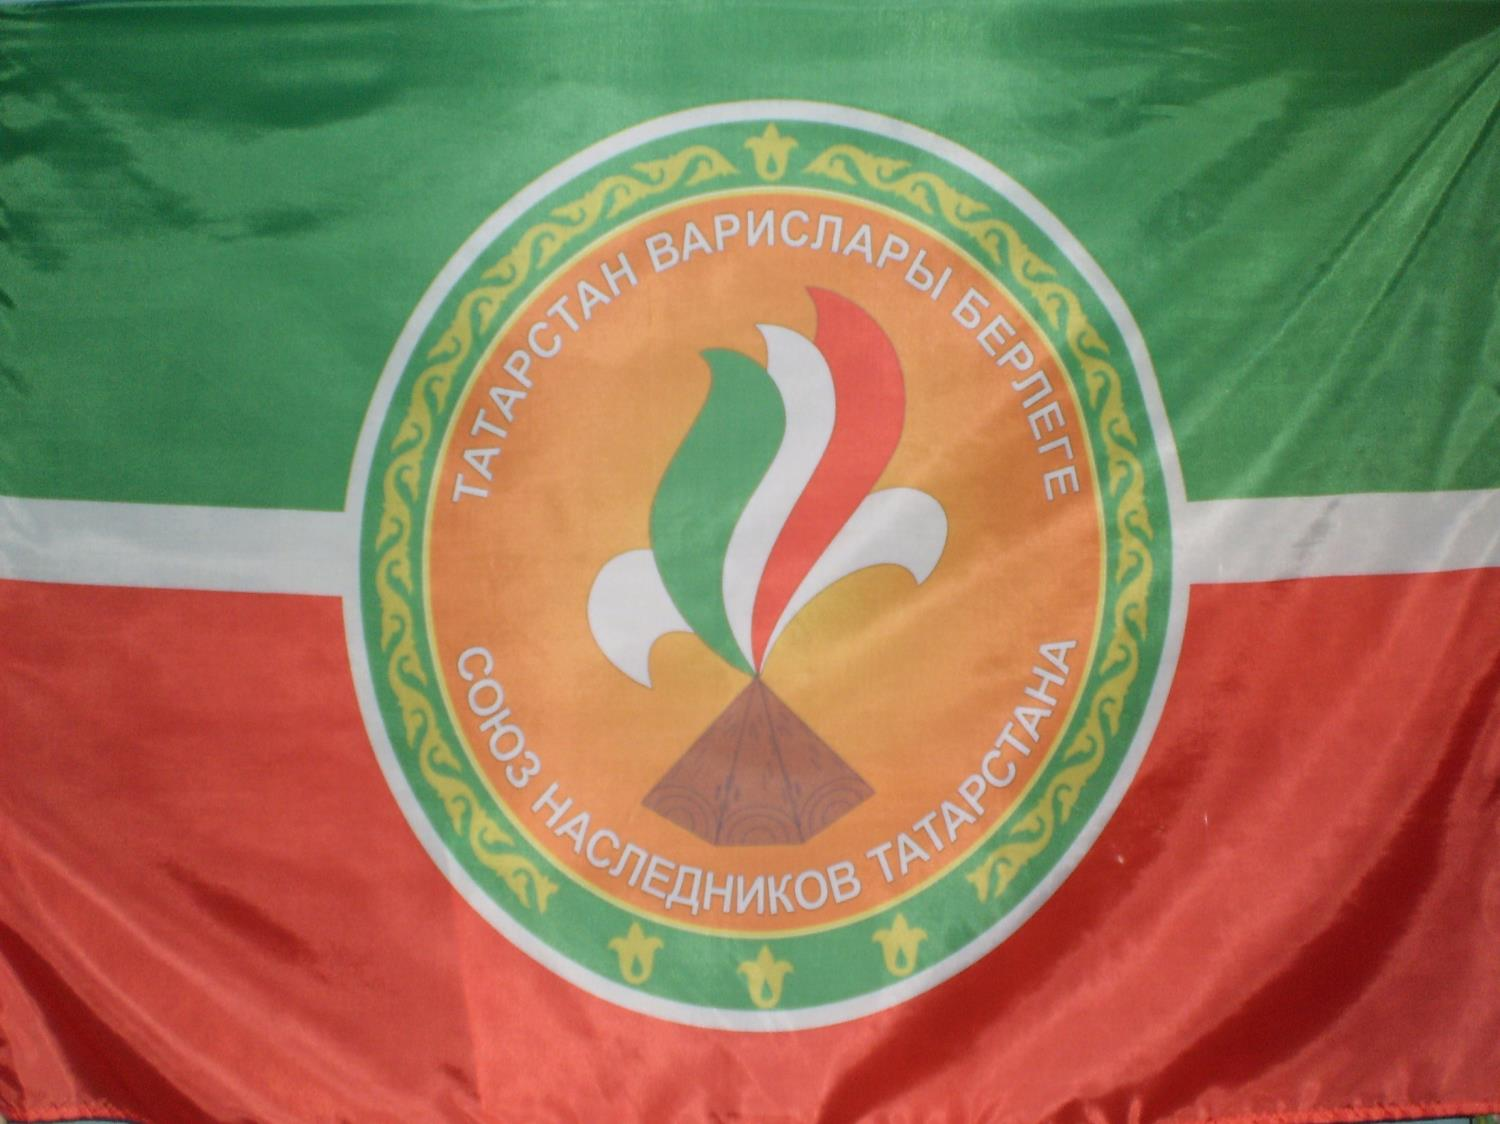 ТАТАРСТАН ВАРИСЛАРЫ БЕРЛЕГЕ
СОЮЗ НАСЛЕДНИКОВ ТАТАРСТАНА